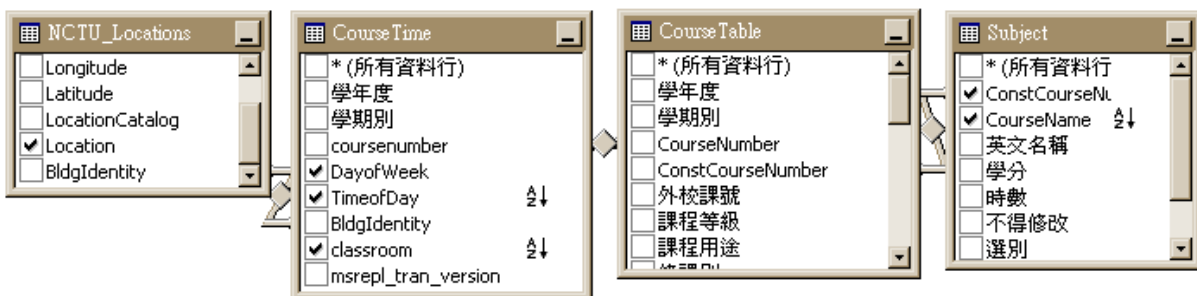 NCTU_Locations
Longitude
Latitude
LocationCatalog
Location
BldgIdentity
CourseTime
* (所有資料行)
學年度
學期別
coursenumber
DayofWeek
TimeofDay
BldgIdentity
classroom
msrepl_tran_version
CourseTable
* (所有資料行)
學年度
學期別
CourseNumber
ConstCourseNumber
外校課號
課程等級
課程用途
Subject
* (所有資料行
ConstCourseNu
CourseName
英文名稱
學分
時數
不得修改
選別